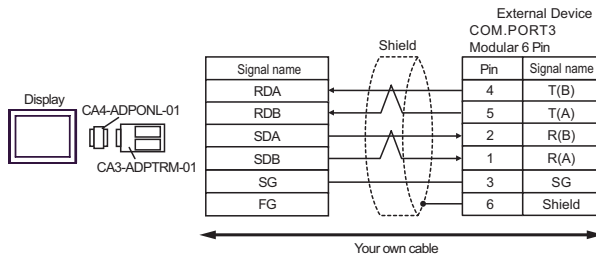 External Device
COM.PORT3
Modular 6 Pin
Shield
Display
CA4-ADPONL-01
CA3-ADPTRM-01
Signal name Pin Signal name
RDA 4 T(B)
RDB 5 T(A)
SDA 2 R(B)
SDB 1 R(A)
SG 3 SG
FG 6 Shield
Your own cable